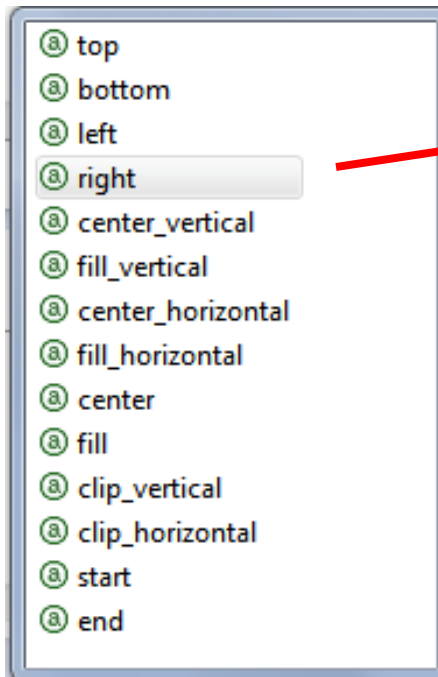 @ top
@ bottom
@ left
@ right
@ center_vertical
@ fill_vertical
@ center_horizontal
@ fill_horizontal
@ center
@ fill
@ clip_vertical
@ clip_horizontal
@ start
@ end